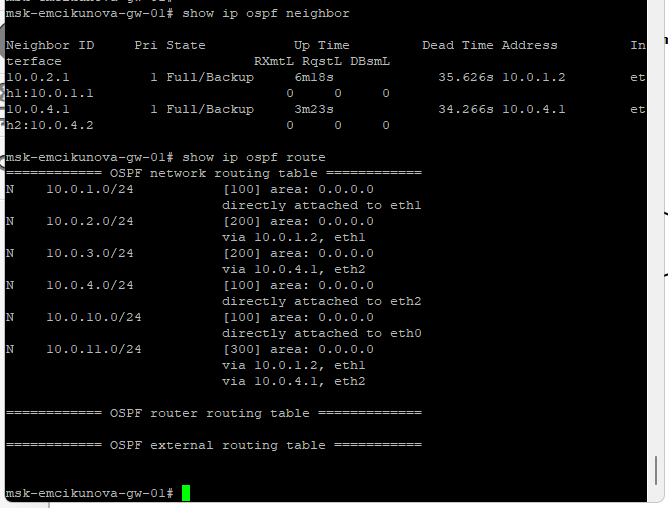 msk-emcikunova-gw-01#
msk-emcikunova-gw-01# show ip ospf neighbor

Neighbor ID     Pri State           Up Time         Dead Time Address         In
terface                        RXmtL RqstL DBsmL
10.0.2.1          1 Full/Backup     6m18s             35.626s 10.0.1.2        et
h1:10.0.1.1                        0     0     0
10.0.4.1          1 Full/Backup     3m23s             34.266s 10.0.4.1        et
h2:10.0.4.2                        0     0     0

msk-emcikunova-gw-01# show ip ospf route
============ OSPF network routing table ============
N    10.0.1.0/24           [100] area: 0.0.0.0
                           directly attached to eth1
N    10.0.2.0/24           [200] area: 0.0.0.0
                           via 10.0.1.2, eth1
N    10.0.3.0/24           [200] area: 0.0.0.0
                           via 10.0.4.1, eth2
N    10.0.4.0/24           [100] area: 0.0.0.0
                           directly attached to eth2
N    10.0.10.0/24          [100] area: 0.0.0.0
                           directly attached to eth0
N    10.0.11.0/24          [300] area: 0.0.0.0
                           via 10.0.1.2, eth1
                           via 10.0.4.1, eth2

============ OSPF router routing table =============

============ OSPF external routing table ===========


msk-emcikunova-gw-01#